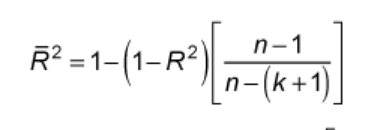 R̄² = 1 − (1 − R²) [ (n − 1) / (n − (k + 1)) ]